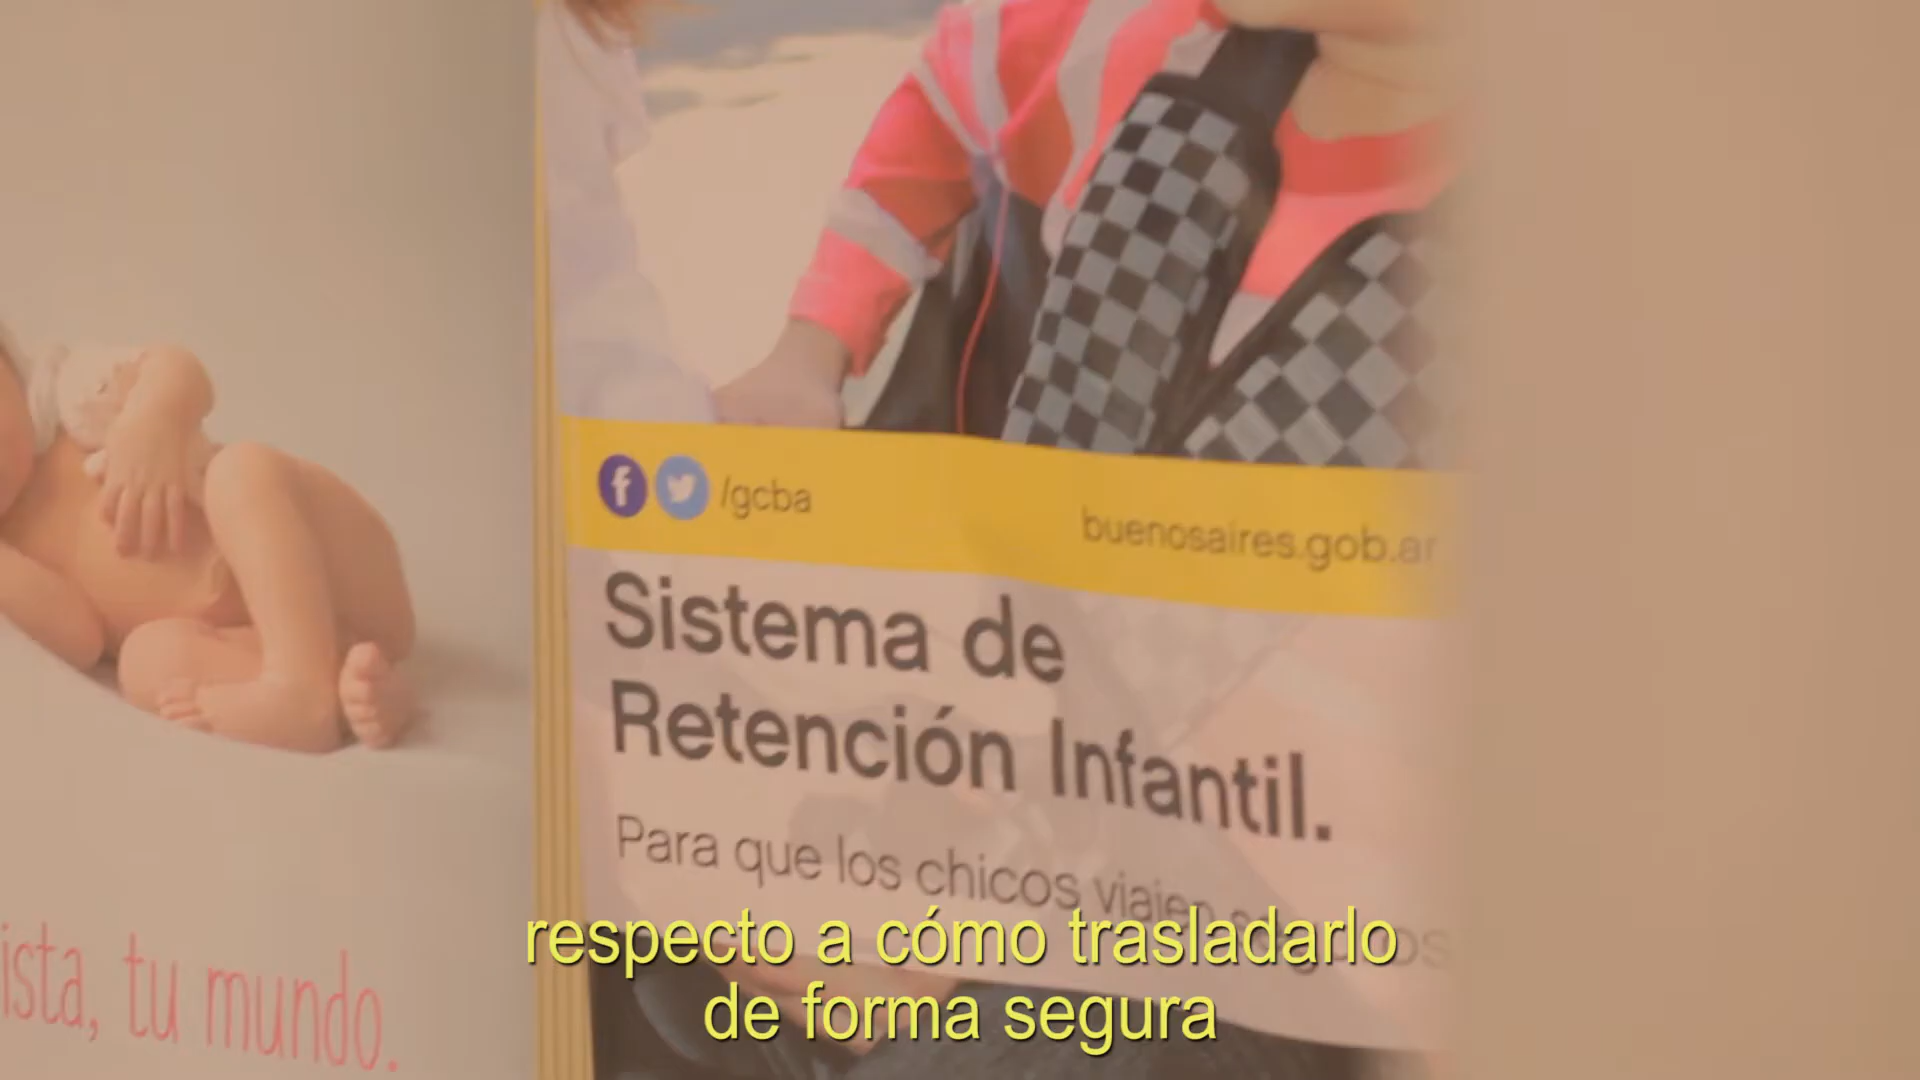 /gcba
buenosaires.gob.ar
Sistema de
Retención Infantil.
Para que los chicos viajen
ista, tu mundo.
respecto a cómo trasladarlo
de forma segura